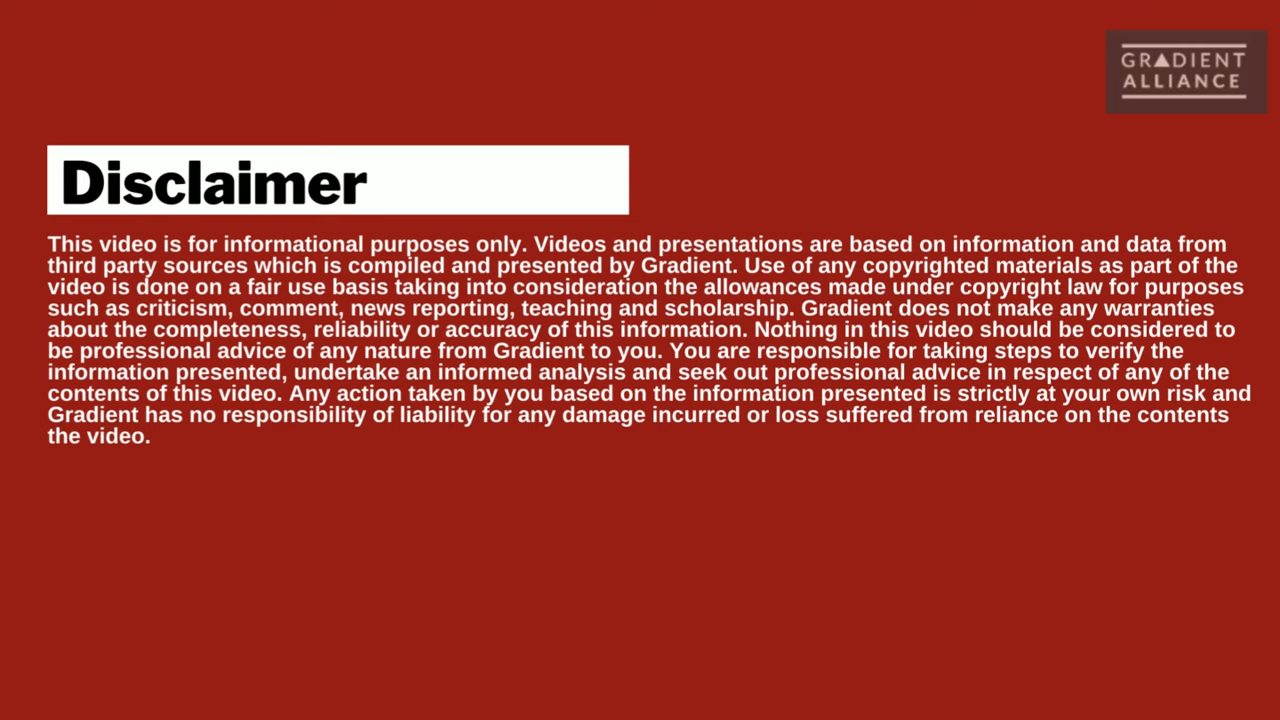 GRADIENT
ALLIANCE
Disclaimer
This video is for informational purposes only. Videos and presentations are based on information and data from
third party sources which is compiled and presented by Gradient. Use of any copyrighted materials as part of the
video is done on a fair use basis taking into consideration the allowances made under copyright law for purposes
such as criticism, comment, news reporting, teaching and scholarship. Gradient does not make any warranties
about the completeness, reliability or accuracy of this information. Nothing in this video should be considered to
be professional advice of any nature from Gradient to you. You are responsible for taking steps to verify the
information presented, undertake an informed analysis and seek out professional advice in respect of any of the
contents of this video. Any action taken by you based on the information presented is strictly at your own risk and
Gradient has no responsibility of liability for any damage incurred or loss suffered from reliance on the contents
the video.